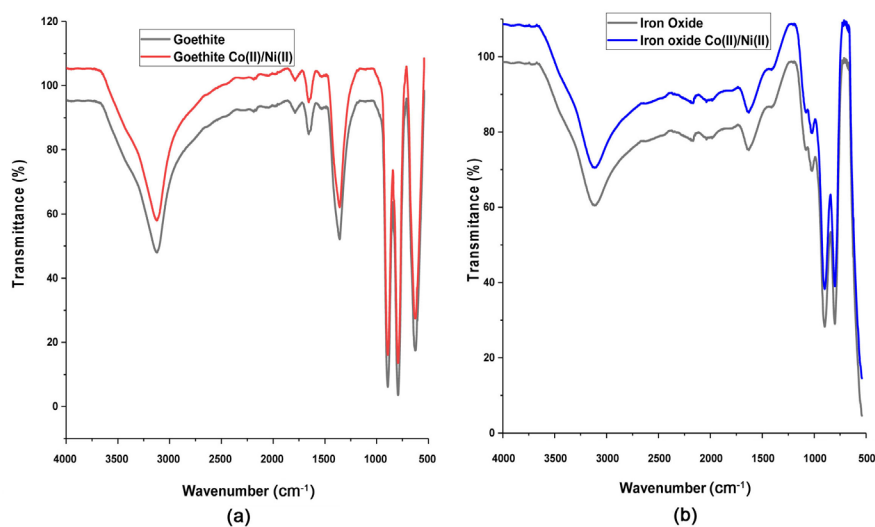 120
100
80
60
40
20
0
Transmittance (%)
Goethite
Goethite Co(II)/Ni(II)
4000 3500 3000 2500 2000 1500 1000 500
Wavenumber (cm⁻¹)
(a)
100
80
60
40
20
0
Transmittance (%)
Iron Oxide
Iron oxide Co(II)/Ni(II)
4000 3500 3000 2500 2000 1500 1000 500
Wavenumber (cm⁻¹)
(b)